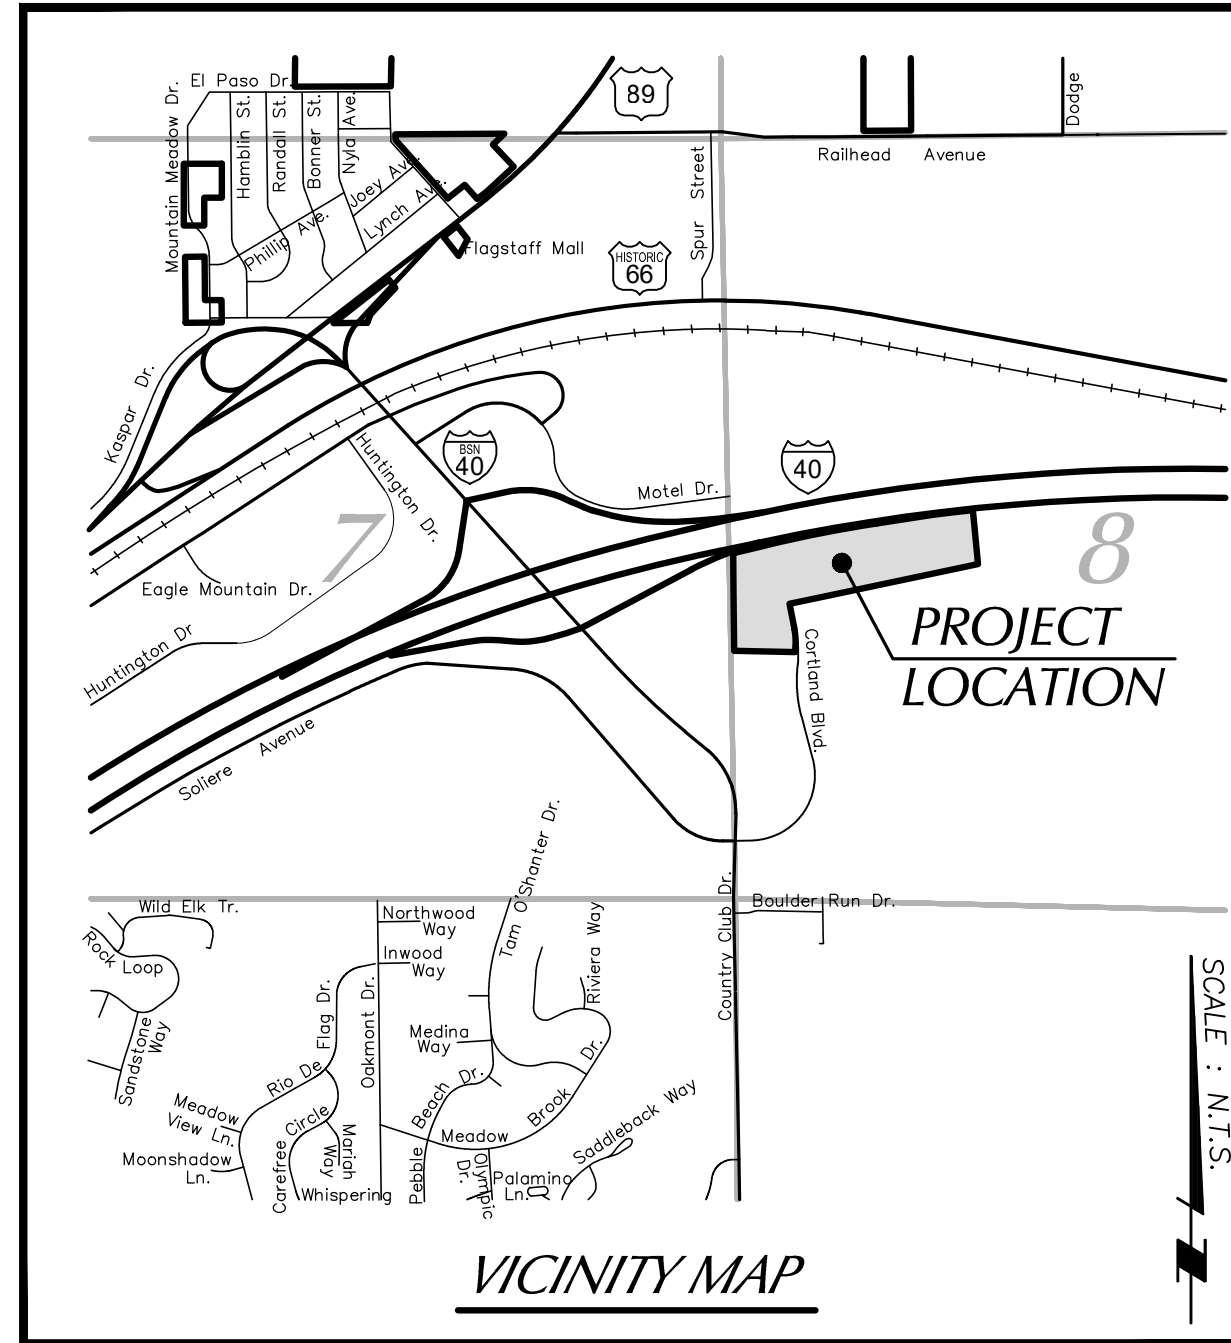 El Paso Dr.
Mountain Meadow Dr.
Hamblin St.
Randall St.
Bonner St.
Nyla Ave.
Joey Ave.
Lynch Ave.
Phillip Ave.
89
Dodge
Railhead Avenue
Spur Street
Flagstaff Mall
HISTORIC
66
Kaspar Dr.
Huntington Dr.
BSN
40
40
Motel Dr.
7
8
Eagle Mountain Dr.
Huntington Dr
PROJECT
LOCATION
Cortland Blvd.
Soliere Avenue
Tam O'Shanter Dr.
Country Club Dr.
Boulder Run Dr.
Wild Elk Tr.
Rock Loop
Sandstone
Way
Northwood
Way
Inwood
Way
Flag Dr.
Rio De
Oakmont Dr.
Riviera Way
Medina
Way
Beach Dr.
Pebble
Meadow
Brook Dr.
Meadow
View Ln.
Moonshadow
Ln.
Carefree Circle
Mariah
Way
Whispering
Olympic
Dr.
Palamino
Ln.
Saddleback Way
SCALE : N.T.S.
VICINITY MAP